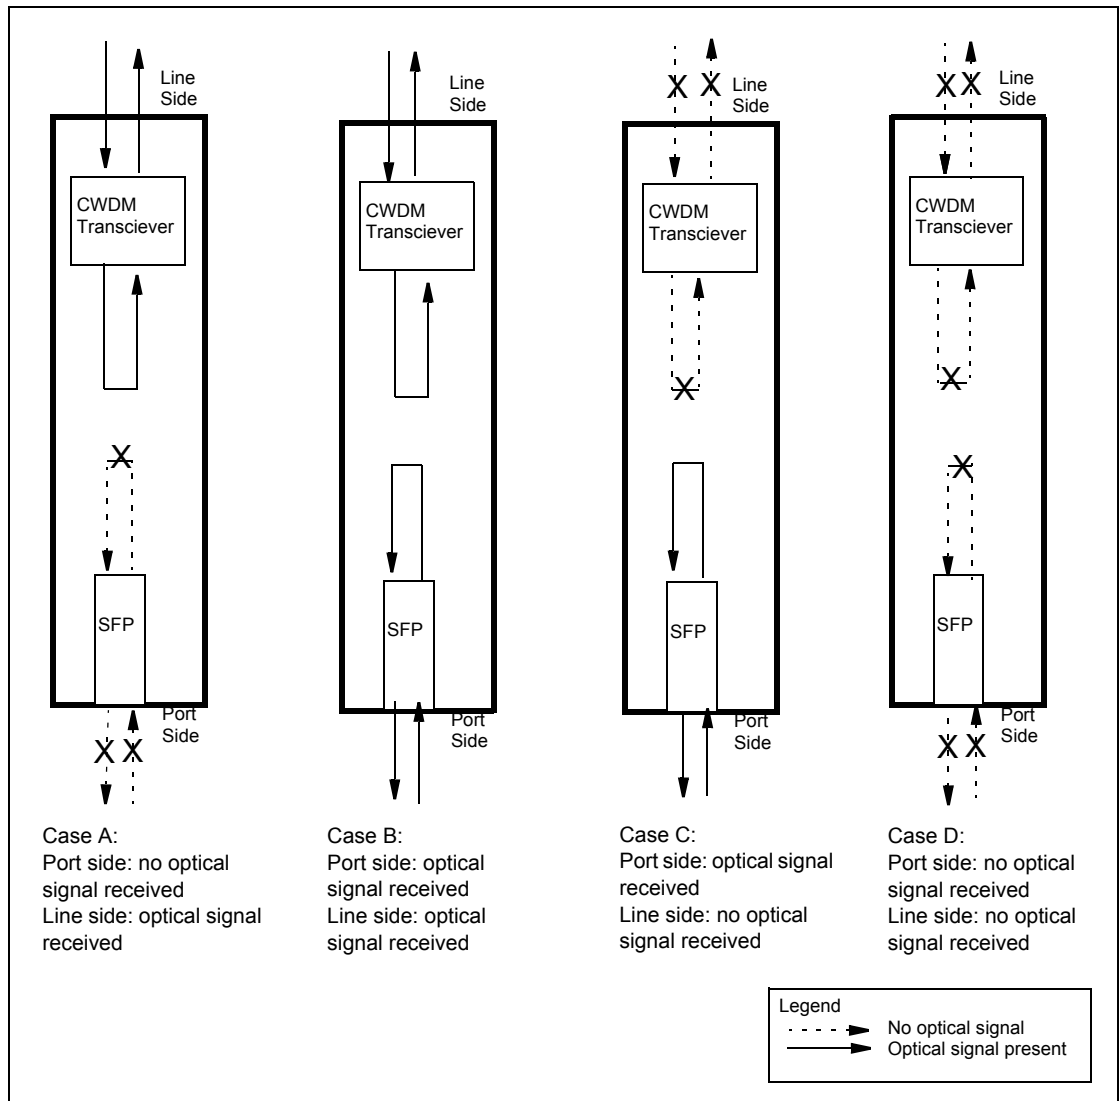 Line
Side
CWDM
Transciever
SFP
Port
Side
Case A:
Port side: no optical
signal received
Line side: optical signal
received
Line
Side
CWDM
Transciever
SFP
Port
Side
Case B:
Port side: optical
signal received
Line side: optical
signal received
Line
Side
CWDM
Transciever
SFP
Port
Side
Case C:
Port side: optical signal
received
Line side: no optical
signal received
Line
Side
CWDM
Transciever
SFP
Port
Side
Case D:
Port side: no optical
signal received
Line side: no optical
signal received
Legend
No optical signal
Optical signal present